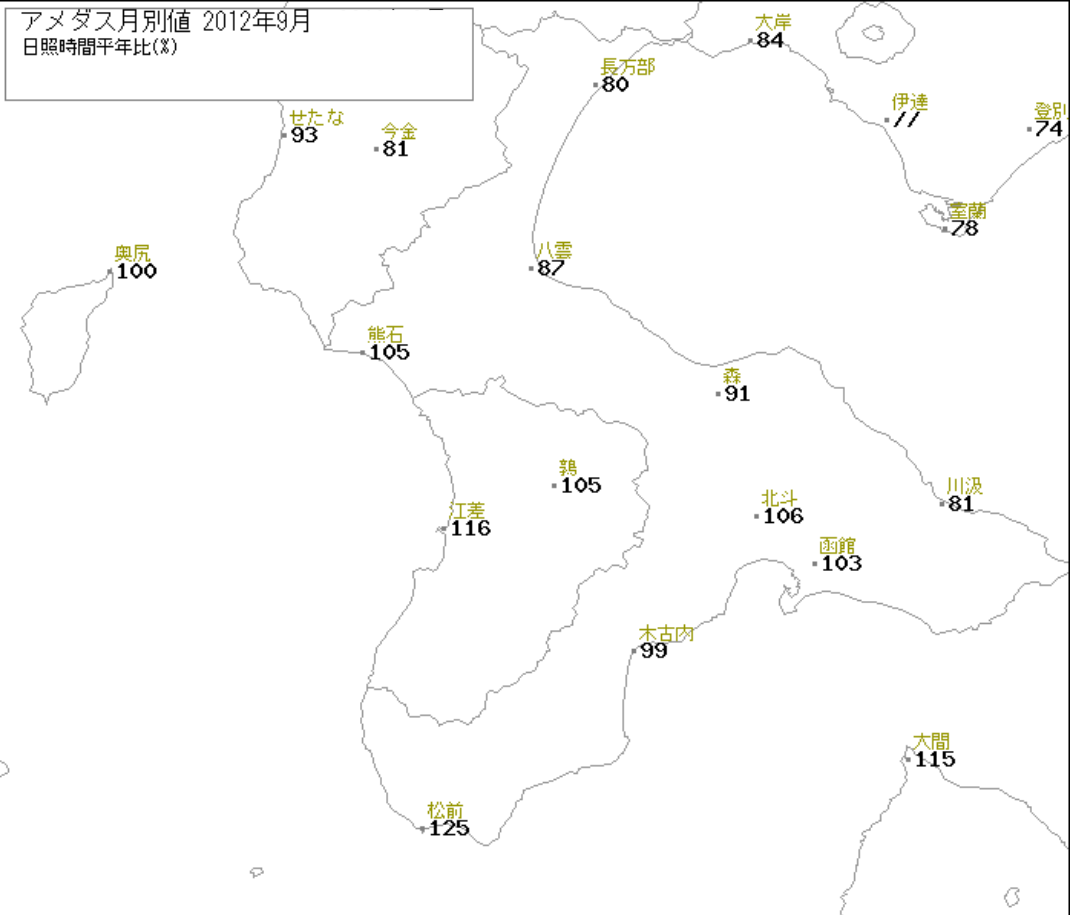 アメダス月別値 2012年9月
日照時間平年比(%)
大岸
84
長万部
80
伊達
//
登別
74
せたな
93
今金
81
室蘭
78
奥尻
100
八雲
87
熊石
105
森
91
鶉
105
川汲
81
北斗
106
江差
116
函館
103
木古内
99
大間
115
松前
125